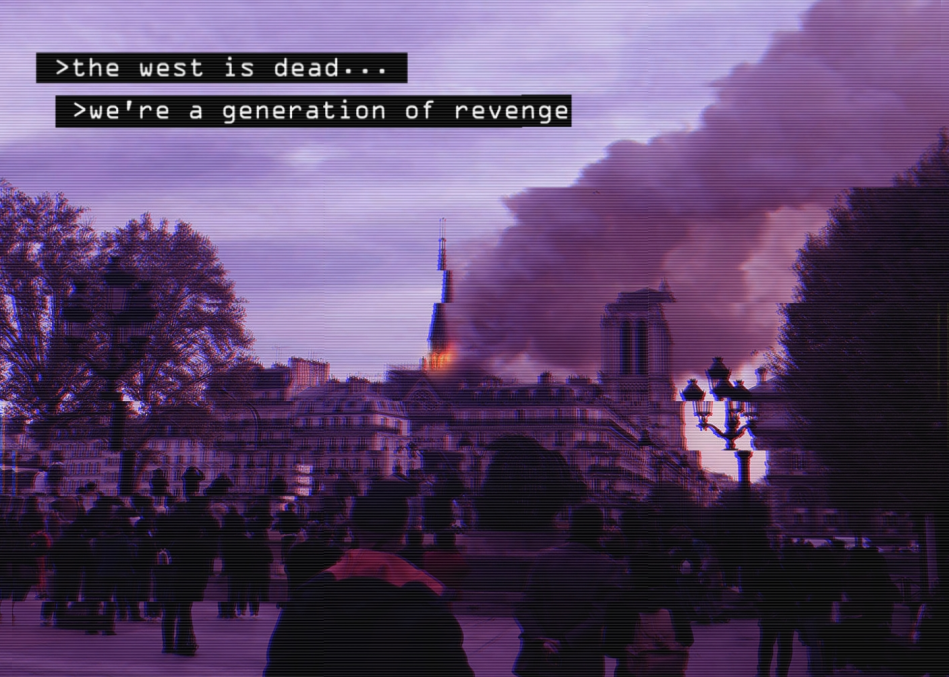 >the west is dead...
>we're a generation of revenge